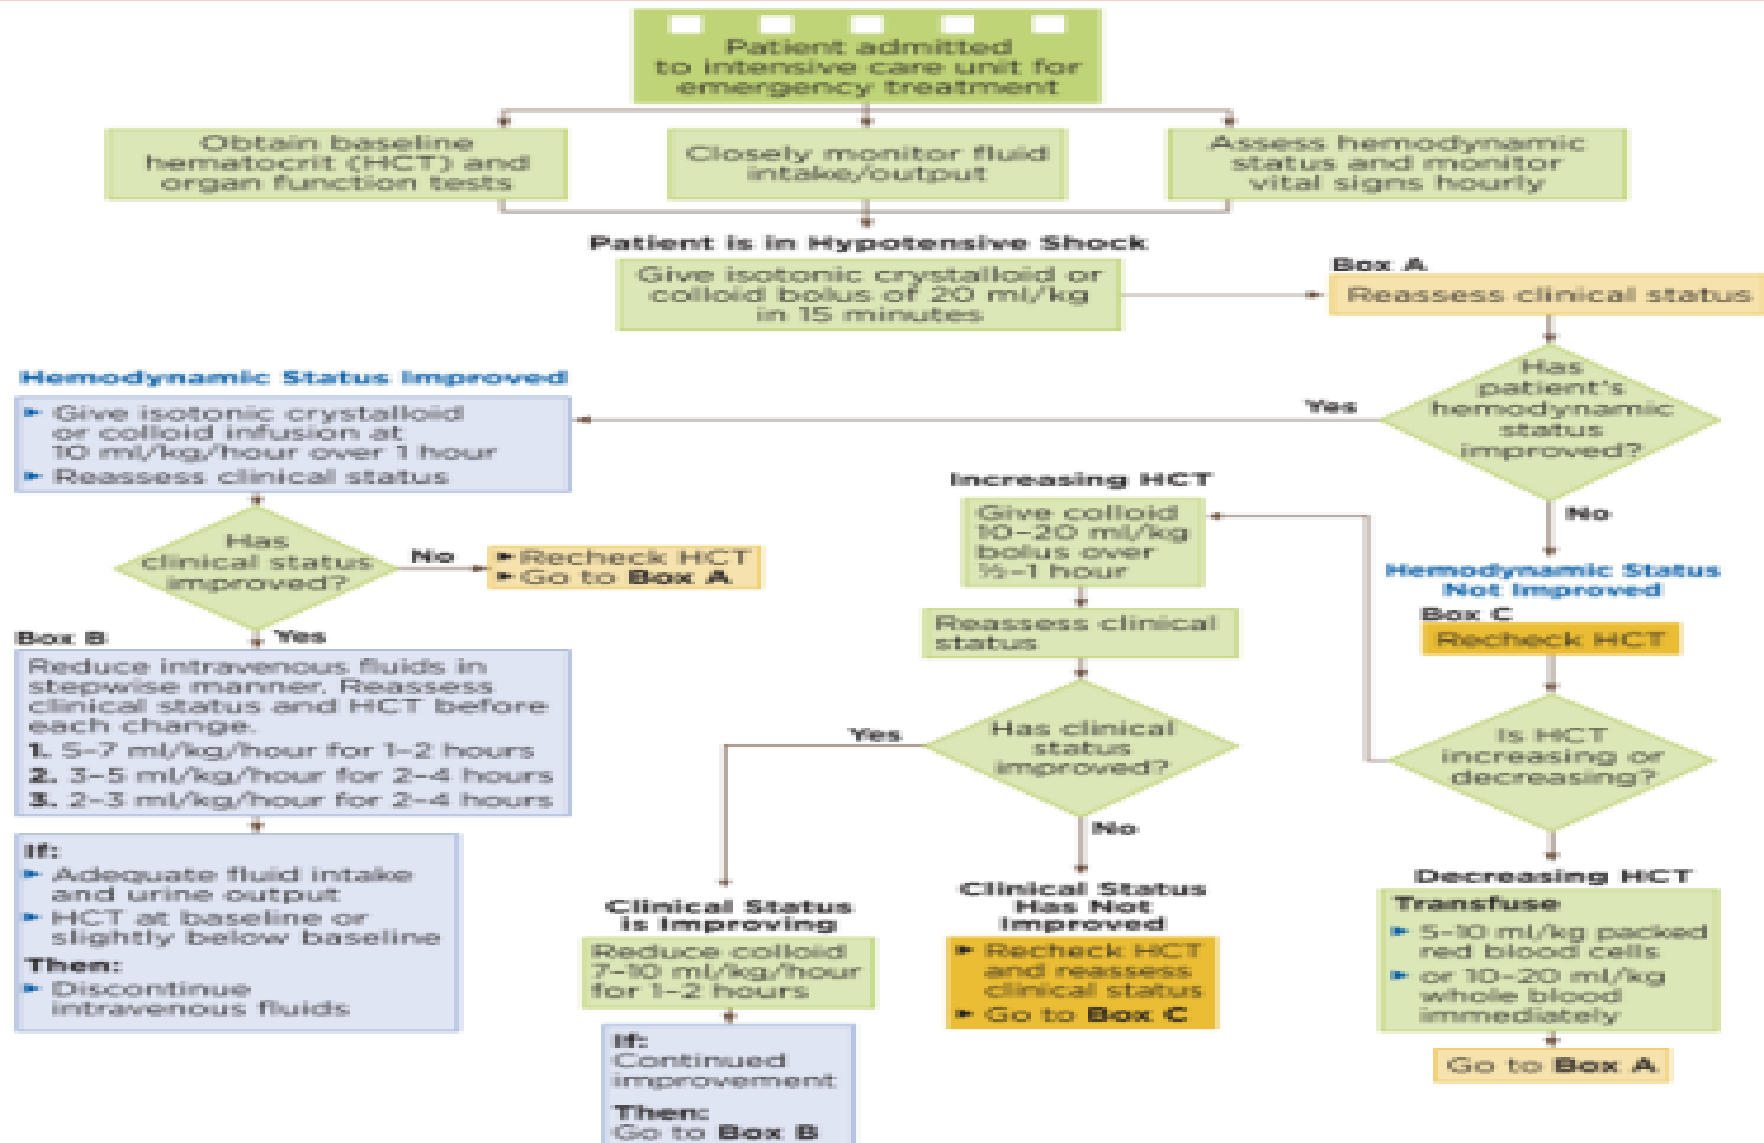 Patient admitted
to intensive care unit for
emergency treatment
Obtain baseline
hematocrit (HCT) and
organ function tests
Closely monitor fluid
intake/output
Assess hemodynamic
status and monitor
vital signs hourly
Patient is in Hypotensive Shock
Give isotonic crystalloid or
colloid bolus of 20 ml/kg
in 15 minutes
Box A
Reassess clinical status
Has
patient's
hemodynamic
status
improved?
Yes
No
Hemodynamic Status Improved
Give isotonic crystalloid
or colloid infusion at
10 ml/kg/hour over 1 hour
Reassess clinical status
Has
clinical status
improved?
No
Recheck HCT
Go to Box A
Yes
Box B
Reduce intravenous fluids in
stepwise manner. Reassess
clinical status and HCT before
each change.
1. 5–7 ml/kg/hour for 1–2 hours
2. 3–5 ml/kg/hour for 2–4 hours
3. 2–3 ml/kg/hour for 2–4 hours
If:
Adequate fluid intake
and urine output
HCT at baseline or
slightly below baseline
Then:
Discontinue
intravenous fluids
Hemodynamic Status
Not Improved
Box C
Recheck HCT
Is HCT
increasing or
decreasing?
Increasing HCT
Give colloid
10–20 ml/kg
bolus over
½–1 hour
Reassess clinical
status
Has clinical
status
improved?
Yes
No
Clinical Status
is Improving
Reduce colloid
7–10 ml/kg/hour
for 1–2 hours
If:
Continued
improvement
Then:
Go to Box B
Clinical Status
Has Not
Improved
Recheck HCT
and reassess
clinical status
Go to Box C
Decreasing HCT
Transfuse
5–10 ml/kg packed
red blood cells
or 10–20 ml/kg
whole blood
immediately
Go to Box A